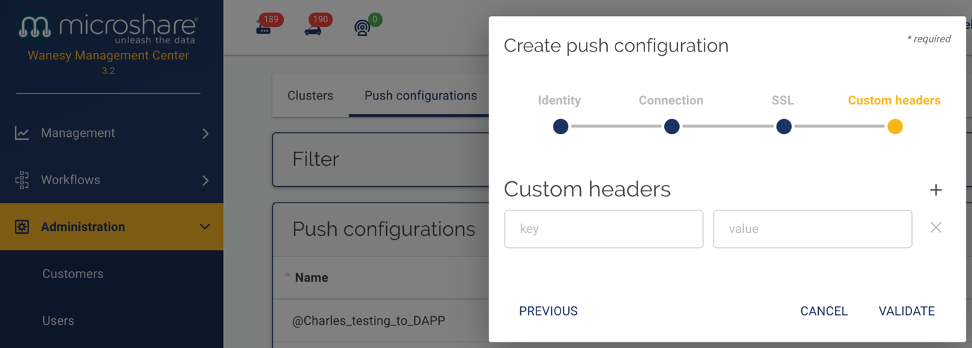 microshare®
unleash the data
Wanesy Management Center
3.2
Management
Workflows
Administration
Customers
Users
189
190
0
Clusters
Push configurations
Filter
Push configurations
Name
@Charles_testing_to_DAPP
Create push configuration
* required
Identity
Connection
SSL
Custom headers
Custom headers
key
value
PREVIOUS
CANCEL
VALIDATE